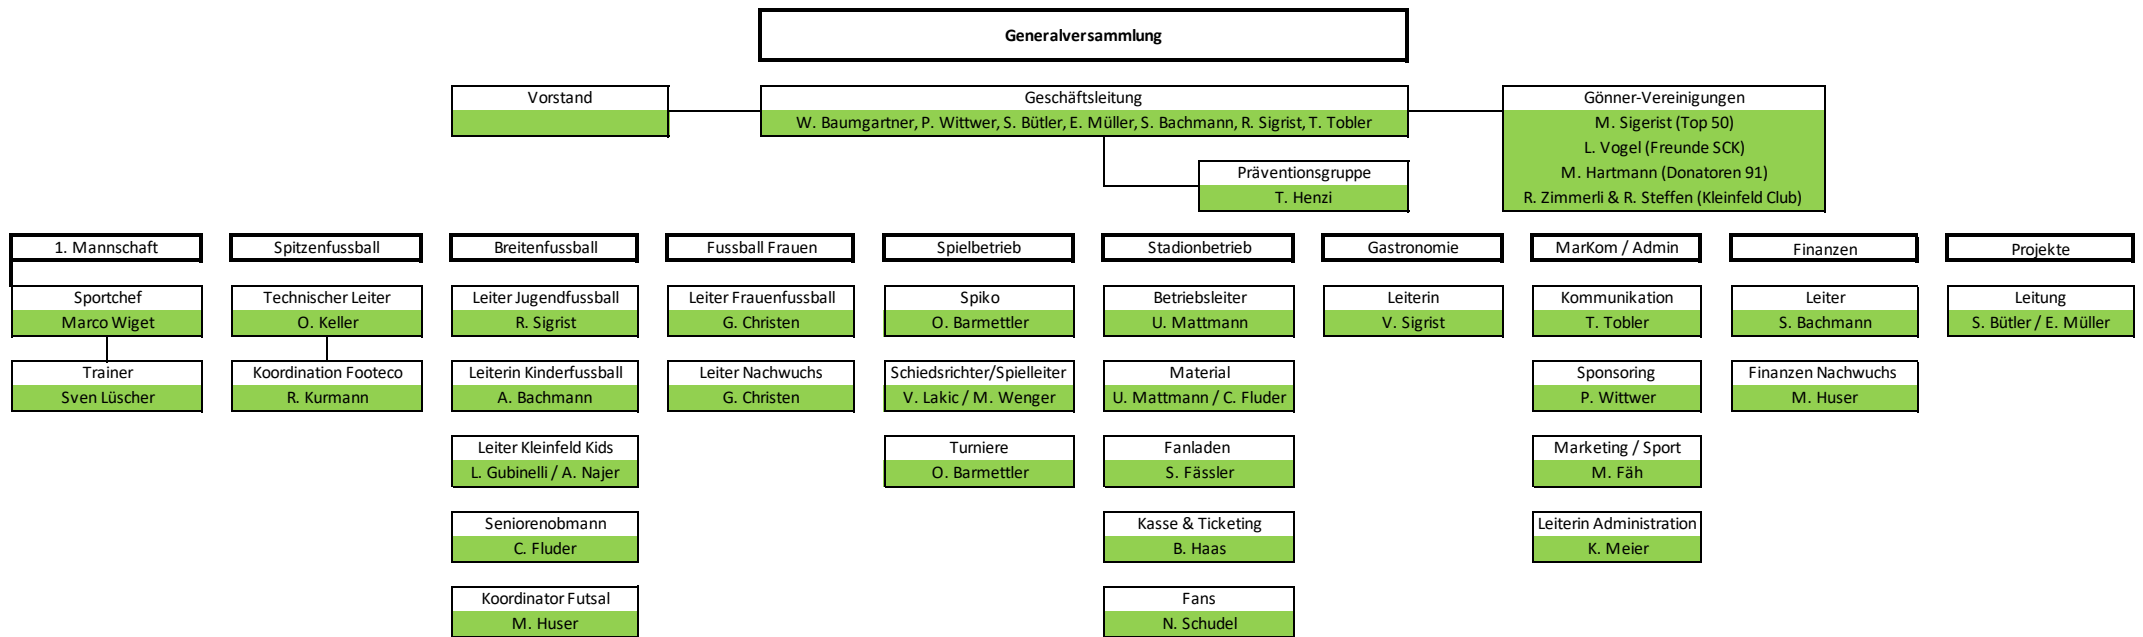 Generalversammlung
Vorstand
Geschäftsleitung
W. Baumgartner, P. Wittwer, S. Bütler, E. Müller, S. Bachmann, R. Sigrist, T. Tobler
Gönner-Vereinigungen
M. Sigerist (Top 50)
L. Vogel (Freunde SCK)
M. Hartmann (Donatoren 91)
R. Zimmerli & R. Steffen (Kleinfeld Club)
Präventionsgruppe
T. Henzi
1. Mannschaft
Sportchef
Marco Wiget
Trainer
Sven Lüscher
Spitzenfussball
Technischer Leiter
O. Keller
Koordination Footeco
R. Kurmann
Breitenfussball
Leiter Jugendfussball
R. Sigrist
Leiterin Kinderfussball
A. Bachmann
Leiter Kleinfeld Kids
L. Gubinelli / A. Najer
Seniorenobmann
C. Fluder
Koordinator Futsal
M. Huser
Fussball Frauen
Leiter Frauenfussball
G. Christen
Leiter Nachwuchs
G. Christen
Spielbetrieb
Spiko
O. Barmettler
Schiedsrichter/Spielleiter
V. Lakic / M. Wenger
Turniere
O. Barmettler
Stadionbetrieb
Betriebsleiter
U. Mattmann
Material
U. Mattmann / C. Fluder
Fanladen
S. Fässler
Kasse & Ticketing
B. Haas
Fans
N. Schudel
Gastronomie
Leiterin
V. Sigrist
MarKom / Admin
Kommunikation
T. Tobler
Sponsoring
P. Wittwer
Marketing / Sport
M. Fäh
Leiterin Administration
K. Meier
Finanzen
Leiter
S. Bachmann
Finanzen Nachwuchs
M. Huser
Projekte
Leitung
S. Bütler / E. Müller